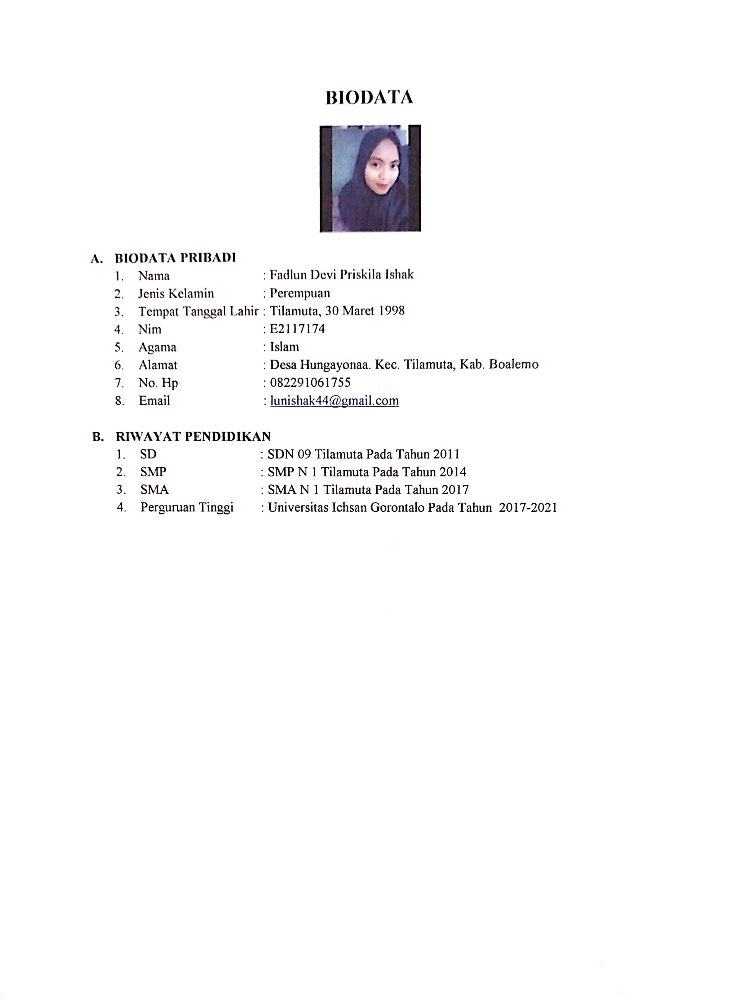 BIODATA
A. BIODATA PRIBADI
1. Nama : Fadlun Devi Priskila Ishak
2. Jenis Kelamin : Perempuan
3. Tempat Tanggal Lahir : Tilamuta, 30 Maret 1998
4. Nim : E2117174
5. Agama : Islam
6. Alamat : Desa Hungayonaa. Kec. Tilamuta, Kab. Boalemo
7. No. Hp : 082291061755
8. Email : lunishak44@gmail.com
B. RIWAYAT PENDIDIKAN
1. SD : SDN 09 Tilamuta Pada Tahun 2011
2. SMP : SMP N 1 Tilamuta Pada Tahun 2014
3. SMA : SMA N 1 Tilamuta Pada Tahun 2017
4. Perguruan Tinggi : Universitas Ichsan Gorontalo Pada Tahun 2017-2021